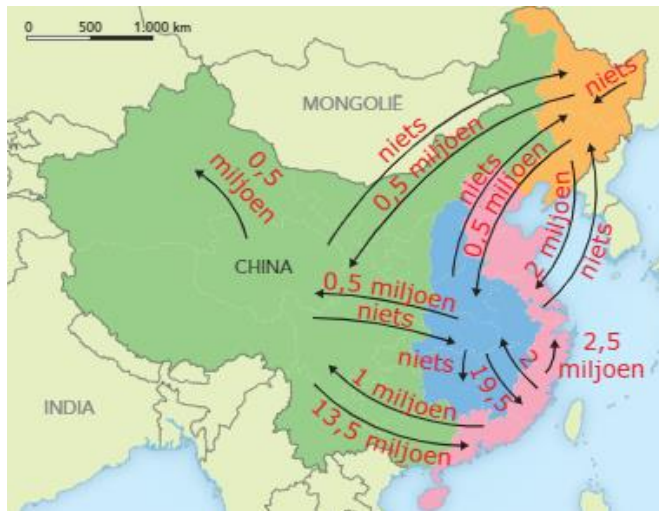 0 500 1.000 km
MONGOLIË
niets
niets
0,5 miljoen
niets
0,5 miljoen
0,5
miljoen
2 miljoen
niets
CHINA
0,5 miljoen
niets
niets
19,5
2
2,5
miljoen
1 miljoen
13,5 miljoen
INDIA